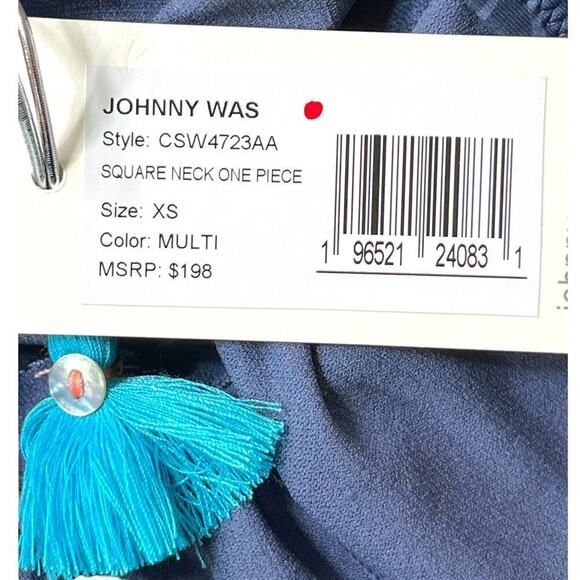 JOHNNY WAS
Style: CSW4723AA
SQUARE NECK ONE PIECE
Size: XS
Color: MULTI
MSRP: $198
1 96521 24083 1